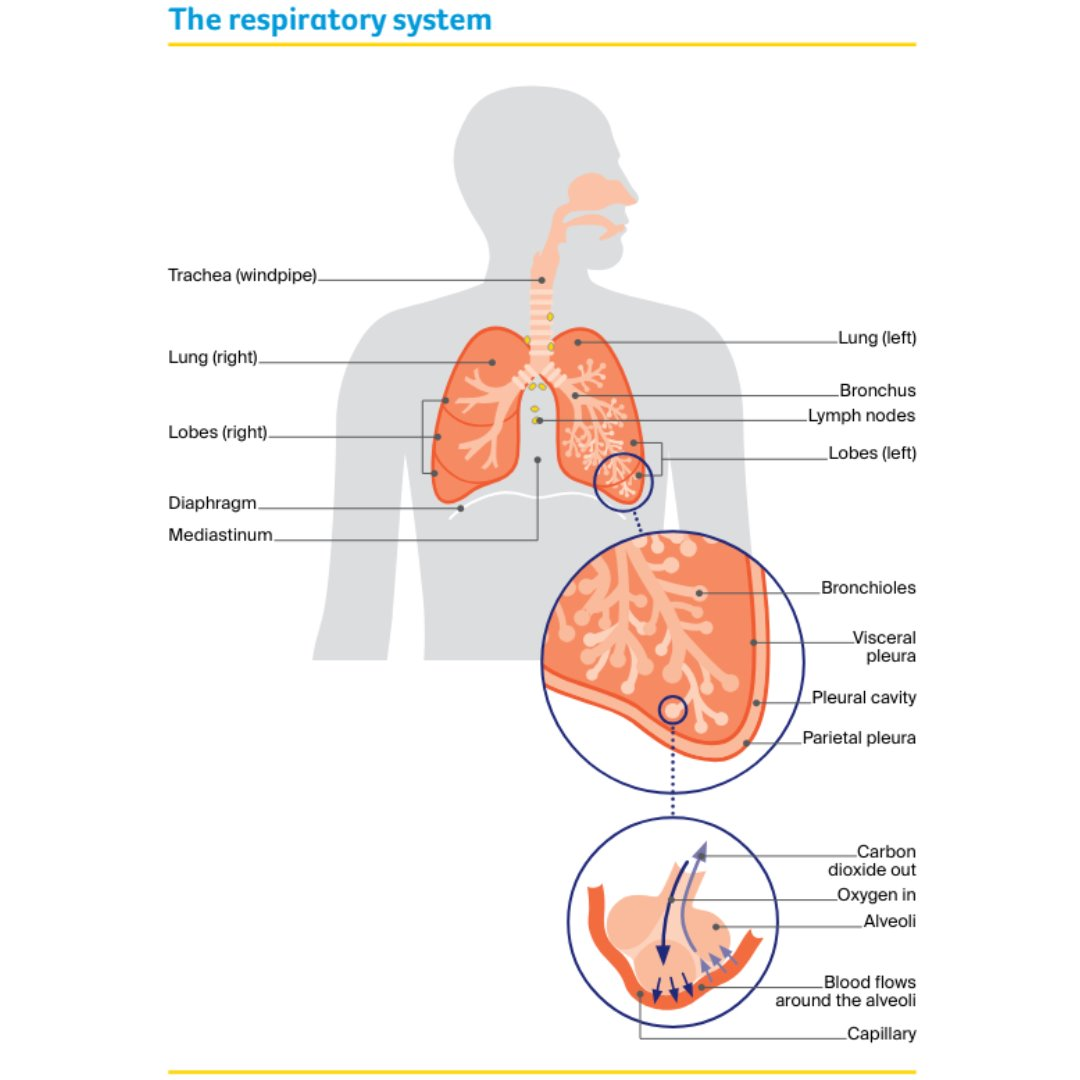 The respiratory system
Trachea (windpipe)
Lung (right)
Lobes (right)
Diaphragm
Mediastinum
Lung (left)
Bronchus
Lymph nodes
Lobes (left)
Bronchioles
Visceral
pleura
Pleural cavity
Parietal pleura
Carbon
dioxide out
Oxygen in
Alveoli
Blood flows
around the alveoli
Capillary